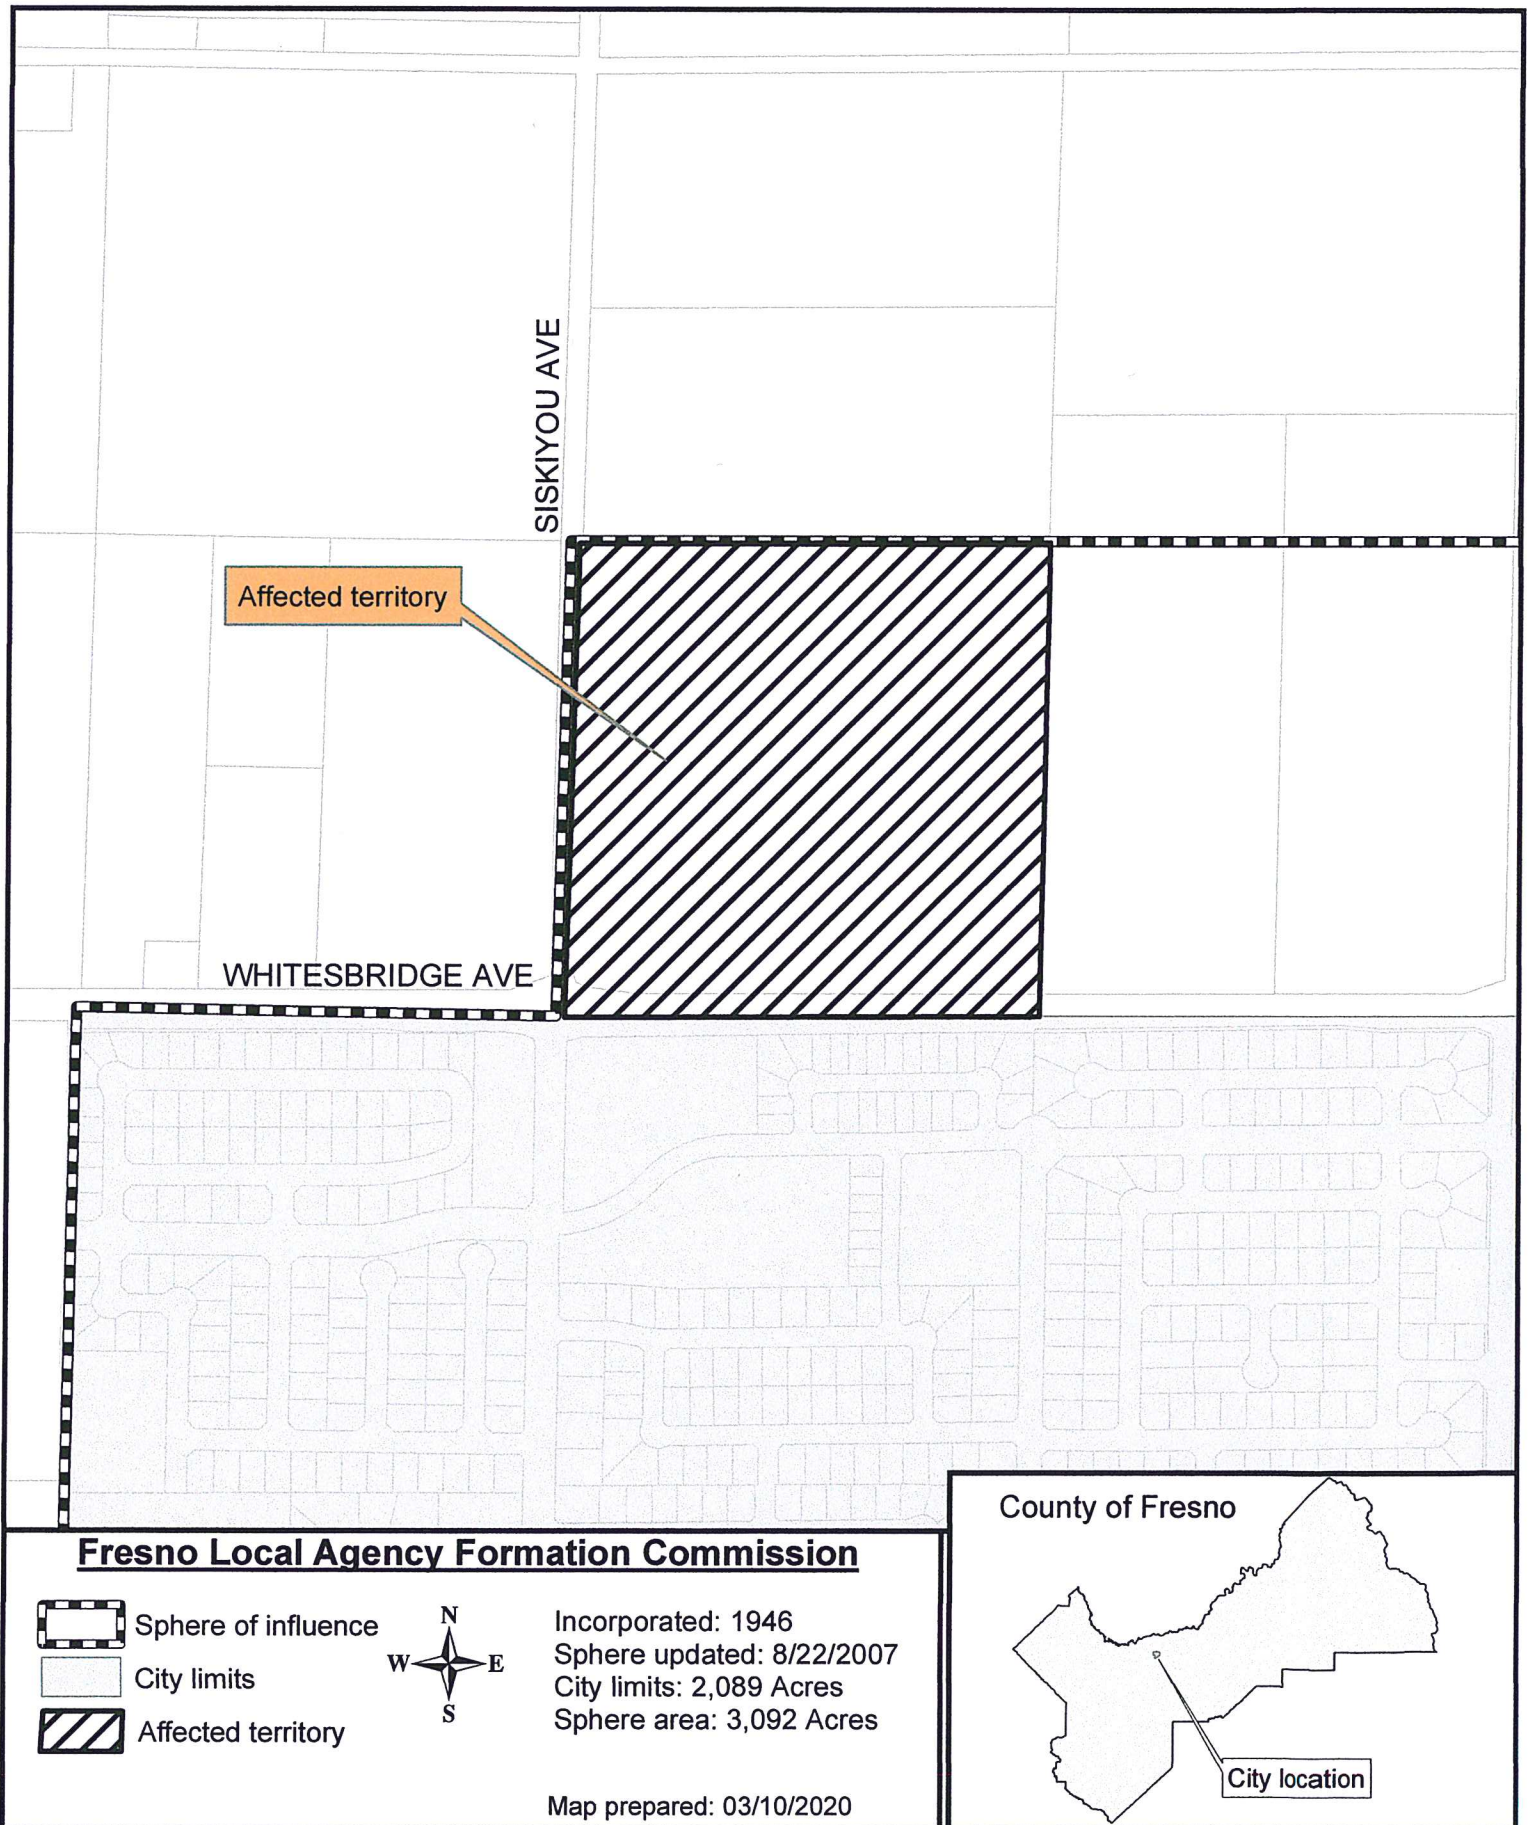 SISKIYOU AVE
Affected territory
WHITESBRIDGE AVE
Fresno Local Agency Formation Commission
Sphere of influence
City limits
Affected territory
N
W E
S
Incorporated: 1946
Sphere updated: 8/22/2007
City limits: 2,089 Acres
Sphere area: 3,092 Acres
Map prepared: 03/10/2020
County of Fresno
City location